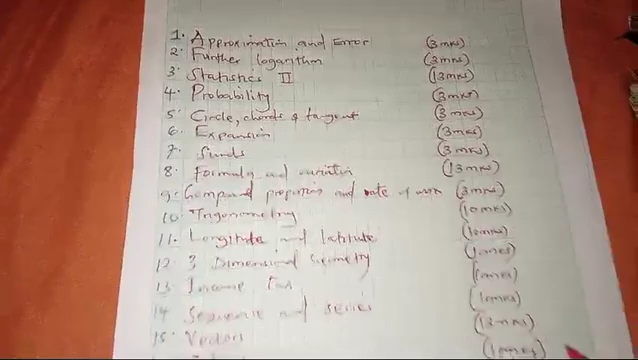 1. Approximation and Error (3mks)
2. Further logarithm (3mks)
3. Statistics II (13mks)
4. Probability (3mks)
5. Circle, chords & tangent (3mks)
6. Expansion (3mks)
7. Surds (3mks)
8. Formula and variation (13mks)
9. Compound proportion and rate of work (3mks)
10. Trigonometry (10mks)
11. Longitude and latitude (10mks)
12. 3 Dimensional Geometry (10mks)
13. Income tax (10mks)
14. Sequence and series (10mks)
15. Vectors (13mks)
(10mks)